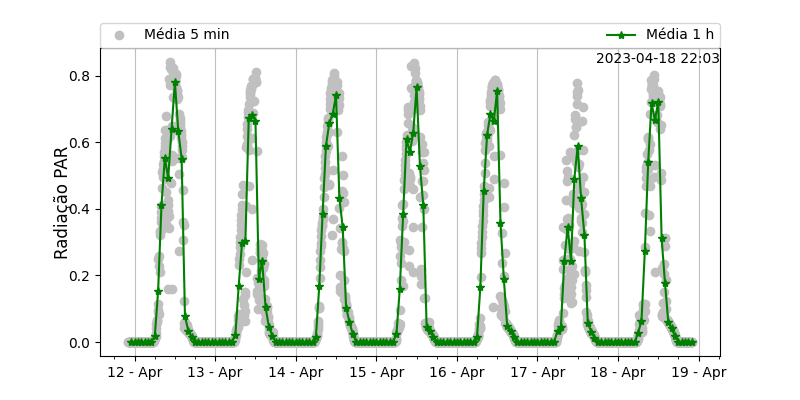 Média 5 min
Média 1 h
2023-04-18 22:03
Radiação PAR
0.8
0.6
0.4
0.2
0.0
12 - Apr
13 - Apr
14 - Apr
15 - Apr
16 - Apr
17 - Apr
18 - Apr
19 - Apr